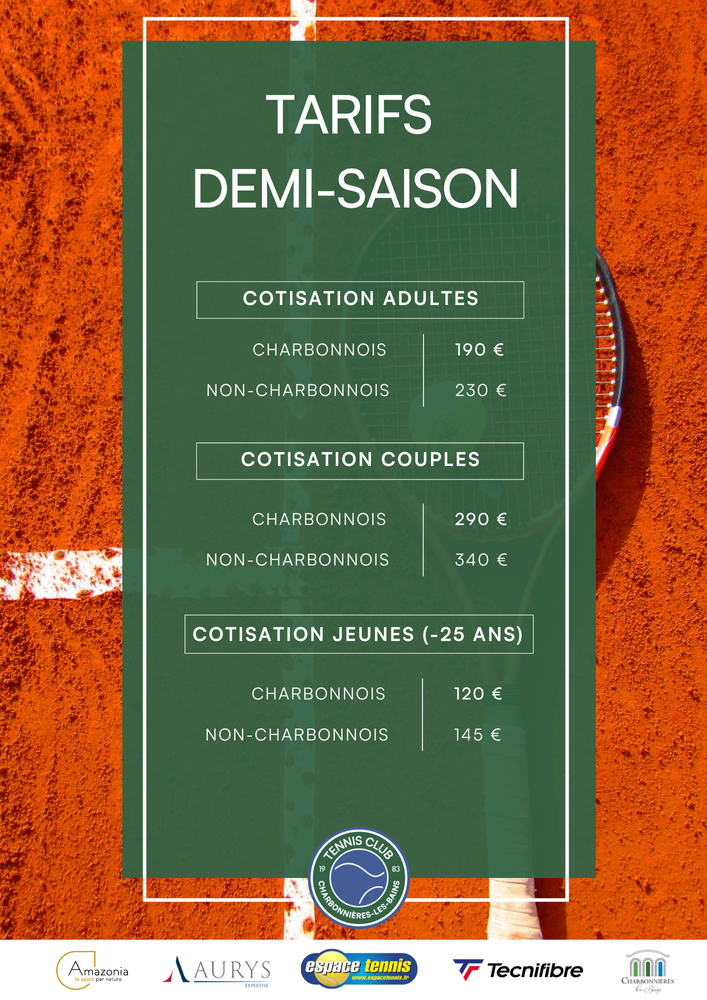 TARIFS
DEMI-SAISON
COTISATION ADULTES
CHARBONNOIS 190 €
NON-CHARBONNOIS 230 €
COTISATION COUPLES
CHARBONNOIS 290 €
NON-CHARBONNOIS 340 €
COTISATION JEUNES (-25 ANS)
CHARBONNOIS 120 €
NON-CHARBONNOIS 145 €
TENNIS CLUB
19 83
CHARBONNIÈRES-LES-BAINS
Amazonia
le sport par nature
AURYS
EXPERTISE
espace tennis
www.espacetennis.fr
Tecnifibre
CHARBONNIÈRES
les-Bains